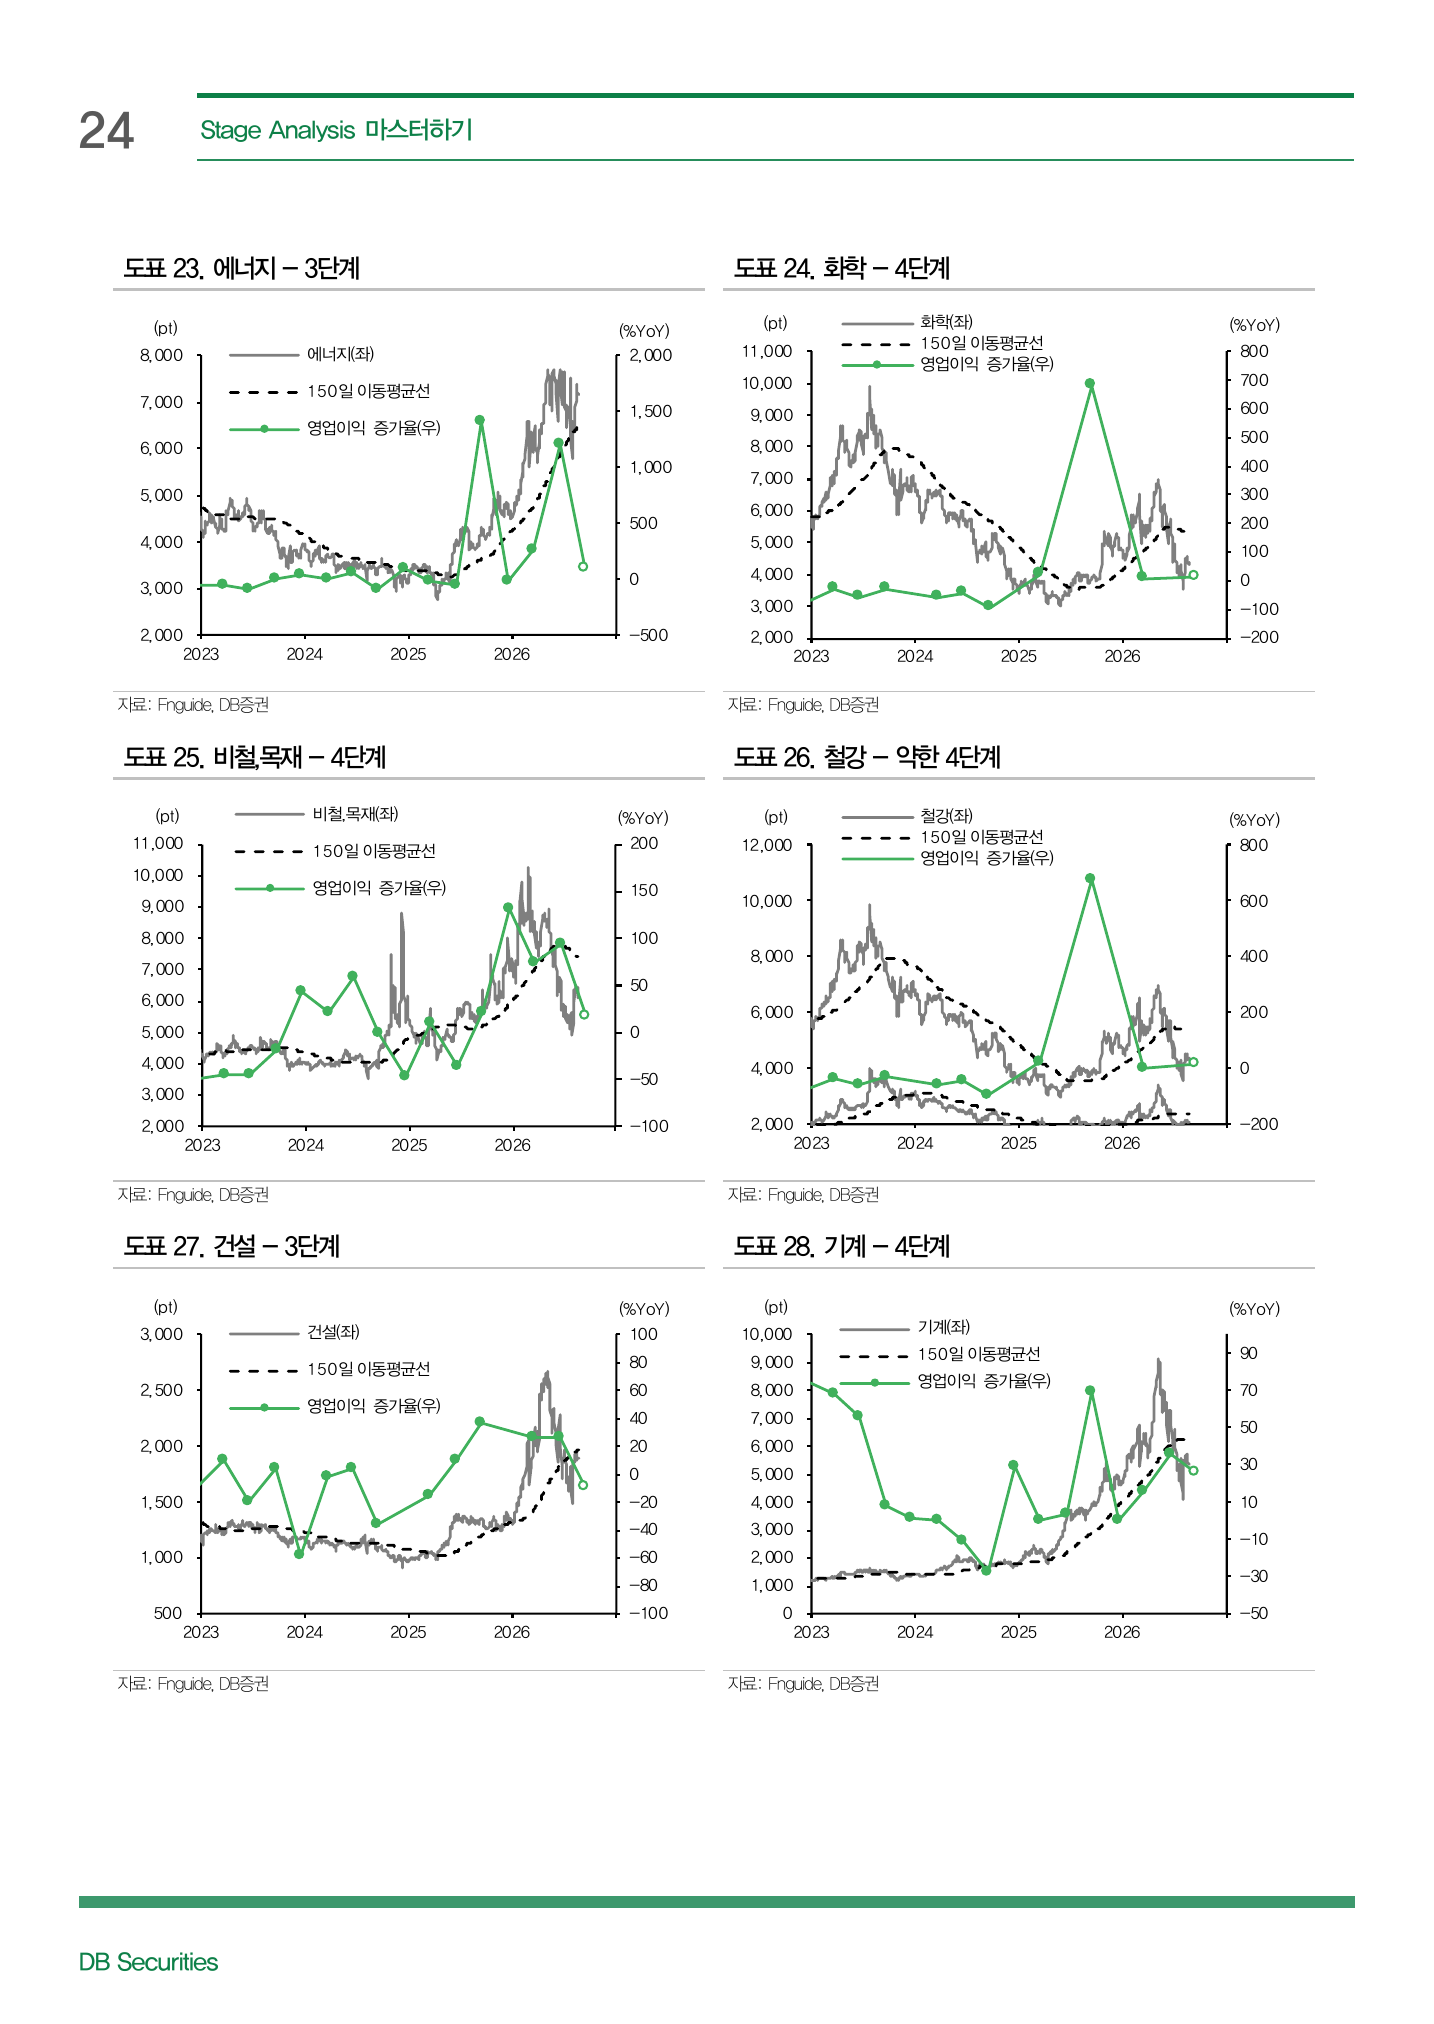 24
Stage Analysis 마스터하기
도표 23. 에너지 – 3단계
(pt)
(%YoY)
에너지(좌)
150일 이동평균선
영업이익 증가율(우)
8,000
7,000
6,000
5,000
4,000
3,000
2,000
2,000
1,500
1,000
500
0
-500
2023 2024 2025 2026
자료: Fnguide, DB증권
도표 24. 화학 – 4단계
(pt)
(%YoY)
화학(좌)
150일 이동평균선
영업이익 증가율(우)
11,000
10,000
9,000
8,000
7,000
6,000
5,000
4,000
3,000
2,000
800
700
600
500
400
300
200
100
0
-100
-200
2023 2024 2025 2026
자료: Fnguide, DB증권
도표 25. 비철,목재 – 4단계
(pt)
(%YoY)
비철,목재(좌)
150일 이동평균선
영업이익 증가율(우)
11,000
10,000
9,000
8,000
7,000
6,000
5,000
4,000
3,000
2,000
200
150
100
50
0
-50
-100
2023 2024 2025 2026
자료: Fnguide, DB증권
도표 26. 철강 – 약한 4단계
(pt)
(%YoY)
철강(좌)
150일 이동평균선
영업이익 증가율(우)
12,000
10,000
8,000
6,000
4,000
2,000
800
600
400
200
0
-200
2023 2024 2025 2026
자료: Fnguide, DB증권
도표 27. 건설 – 3단계
(pt)
(%YoY)
건설(좌)
150일 이동평균선
영업이익 증가율(우)
3,000
2,500
2,000
1,500
1,000
500
100
80
60
40
20
0
-20
-40
-60
-80
-100
2023 2024 2025 2026
자료: Fnguide, DB증권
도표 28. 기계 – 4단계
(pt)
(%YoY)
기계(좌)
150일 이동평균선
영업이익 증가율(우)
10,000
9,000
8,000
7,000
6,000
5,000
4,000
3,000
2,000
1,000
0
90
70
50
30
10
-10
-30
-50
2023 2024 2025 2026
자료: Fnguide, DB증권
DB Securities